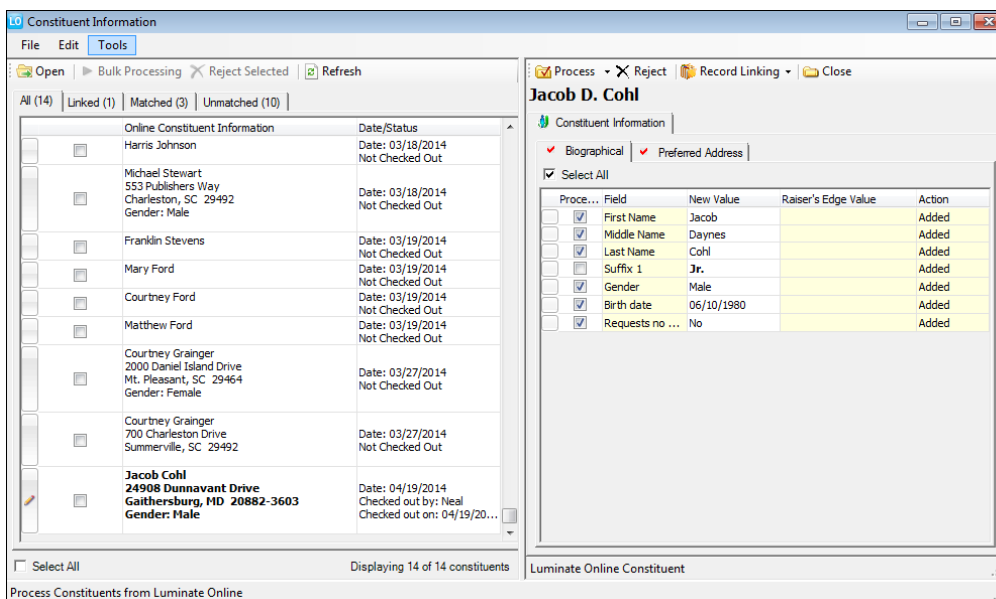 LO Constituent Information
File Edit Tools
Open Bulk Processing Reject Selected Refresh
All (14) Linked (1) Matched (3) Unmatched (10)
Online Constituent Information Date/Status
Harris Johnson Date: 03/18/2014
Not Checked Out
Michael Stewart
553 Publishers Way
Charleston, SC 29492
Gender: Male
Date: 03/18/2014
Not Checked Out
Franklin Stevens Date: 03/19/2014
Not Checked Out
Mary Ford Date: 03/19/2014
Not Checked Out
Courtney Ford Date: 03/19/2014
Not Checked Out
Matthew Ford Date: 03/19/2014
Not Checked Out
Courtney Grainger
2000 Daniel Island Drive
Mt. Pleasant, SC 29464
Gender: Female
Date: 03/27/2014
Not Checked Out
Courtney Grainger
700 Charleston Drive
Summerville, SC 29492
Date: 03/27/2014
Not Checked Out
Jacob Cohl
24908 Dunnavant Drive
Gaithersburg, MD 20882-3603
Gender: Male
Date: 04/19/2014
Checked out by: Neal
Checked out on: 04/19/20...
Select All Displaying 14 of 14 constituents
Process Reject Record Linking Close
Jacob D. Cohl
Constituent Information
Biographical Preferred Address
Select All
Proce... Field New Value Raiser's Edge Value Action
First Name Jacob Added
Middle Name Daynes Added
Last Name Cohl Added
Suffix 1 Jr. Added
Gender Male Added
Birth date 06/10/1980 Added
Requests no ... No Added
Luminate Online Constituent
Process Constituents from Luminate Online